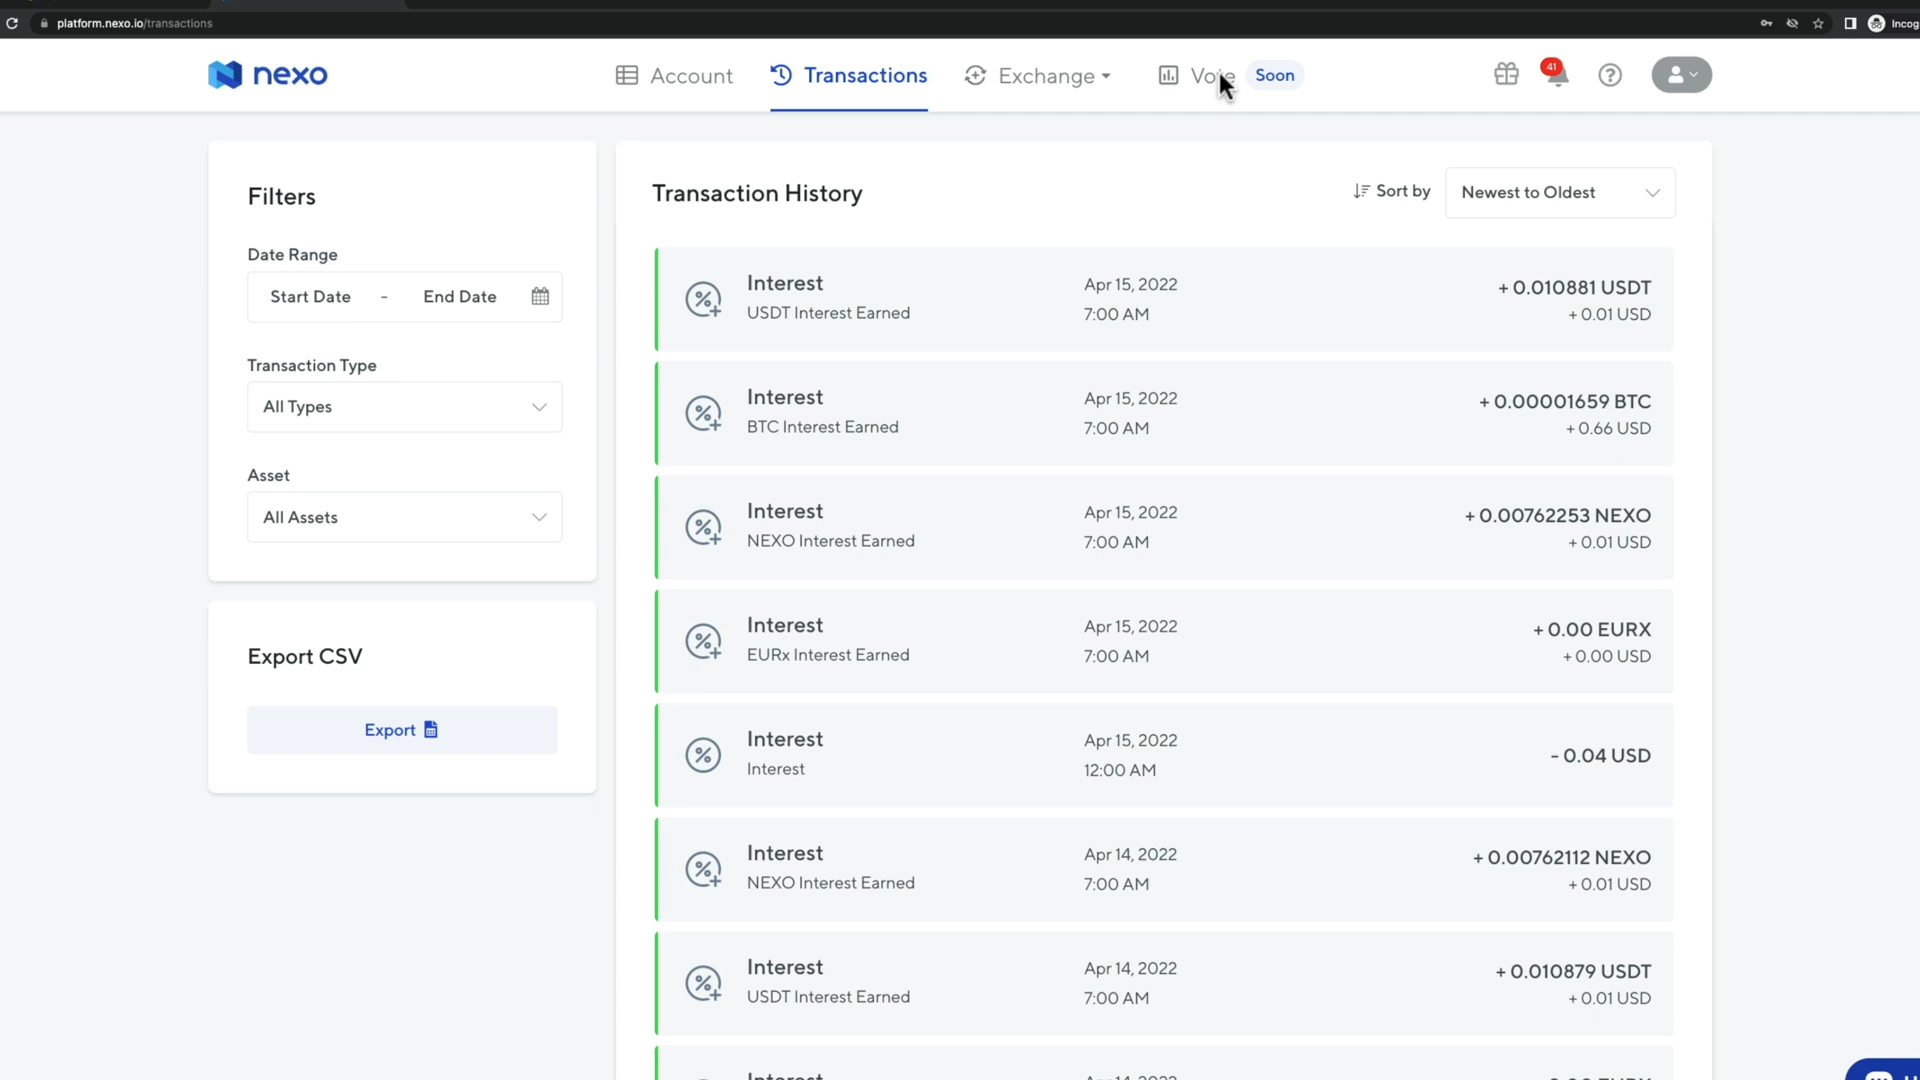 platform.nexo.io/transactions
Incog
nexo
Account
Transactions
Exchange
Vote
Soon
41
Filters
Date Range
Start Date - End Date
Transaction Type
All Types
Asset
All Assets
Export CSV
Export
Transaction History
Sort by
Newest to Oldest
Interest
USDT Interest Earned
Apr 15, 2022
7:00 AM
+ 0.010881 USDT
+ 0.01 USD
Interest
BTC Interest Earned
Apr 15, 2022
7:00 AM
+ 0.00001659 BTC
+ 0.66 USD
Interest
NEXO Interest Earned
Apr 15, 2022
7:00 AM
+ 0.00762253 NEXO
+ 0.01 USD
Interest
EURx Interest Earned
Apr 15, 2022
7:00 AM
+ 0.00 EURX
+ 0.00 USD
Interest
Interest
Apr 15, 2022
12:00 AM
- 0.04 USD
Interest
NEXO Interest Earned
Apr 14, 2022
7:00 AM
+ 0.00762112 NEXO
+ 0.01 USD
Interest
USDT Interest Earned
Apr 14, 2022
7:00 AM
+ 0.010879 USDT
+ 0.01 USD